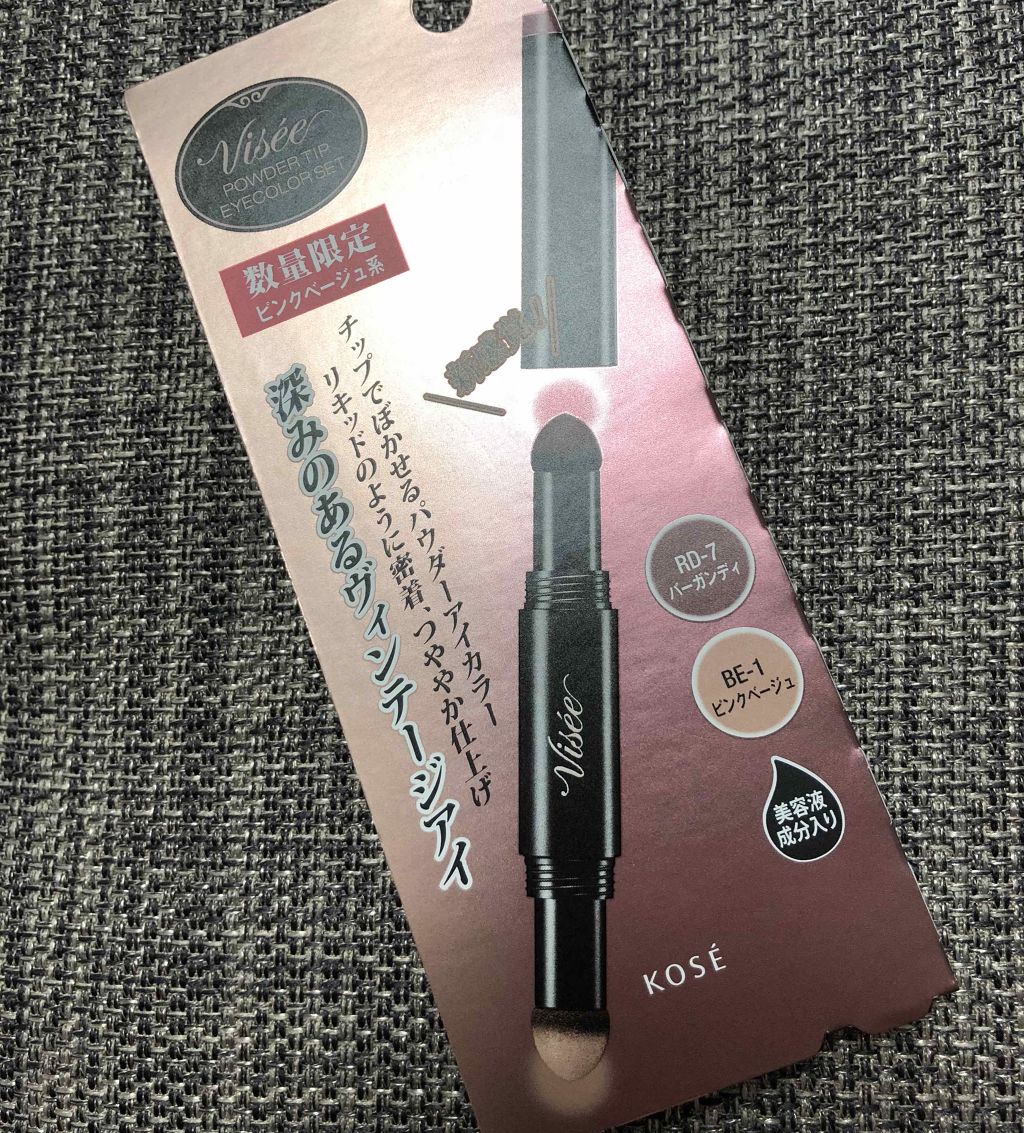 Visée
POWDER TIP
EYECOLOR SET
数量限定
ピンクベージュ系
チップでぼかせるパウダーアイカラー
リキッドのように密着、つややか仕上げ
深みのあるヴィンテージアイ
RD-7
バーガンディ
BE-1
ピンクベージュ
Visée
美容液
成分入り
KOSÉ